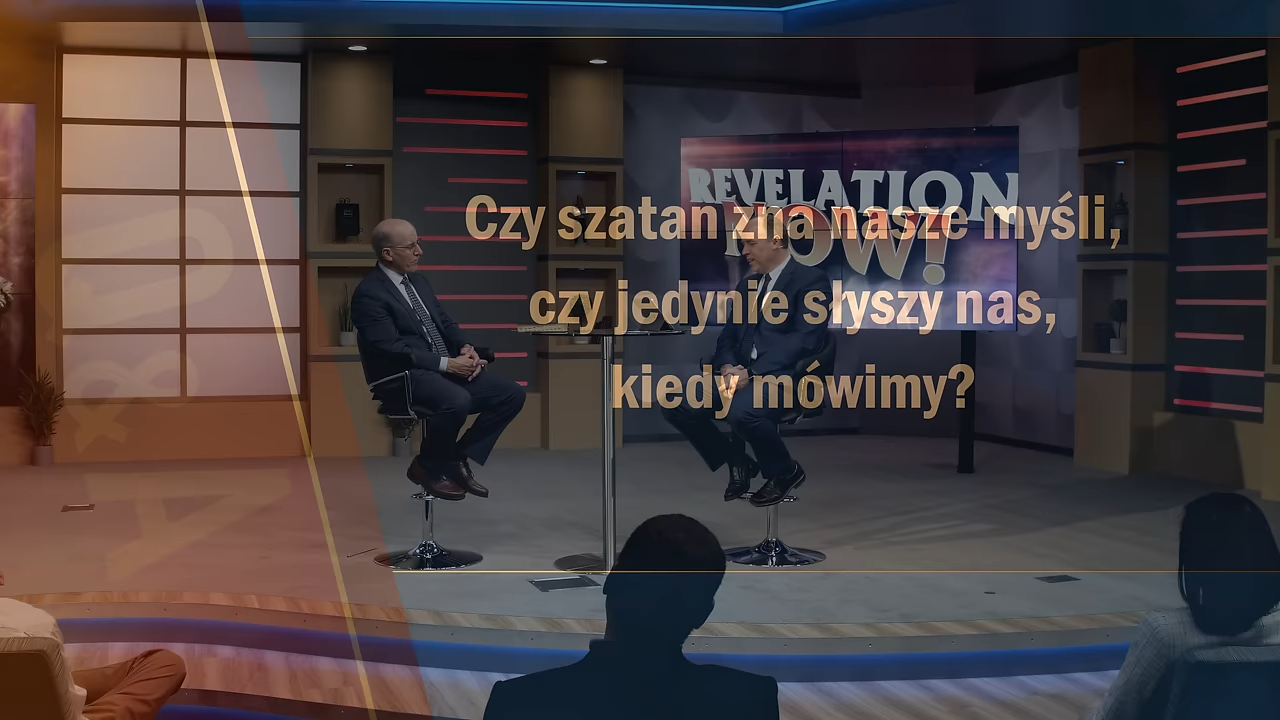 REVELATION
NOW!
Czy szatan zna nasze myśli,
czy jedynie słyszy nas,
kiedy mówimy?